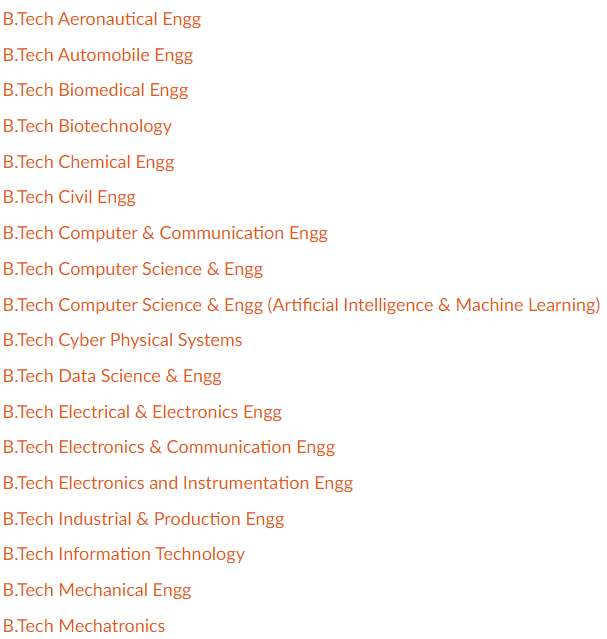 B.Tech Aeronautical Engg
B.Tech Automobile Engg
B.Tech Biomedical Engg
B.Tech Biotechnology
B.Tech Chemical Engg
B.Tech Civil Engg
B.Tech Computer & Communication Engg
B.Tech Computer Science & Engg
B.Tech Computer Science & Engg (Artificial Intelligence & Machine Learning)
B.Tech Cyber Physical Systems
B.Tech Data Science & Engg
B.Tech Electrical & Electronics Engg
B.Tech Electronics & Communication Engg
B.Tech Electronics and Instrumentation Engg
B.Tech Industrial & Production Engg
B.Tech Information Technology
B.Tech Mechanical Engg
B.Tech Mechatronics